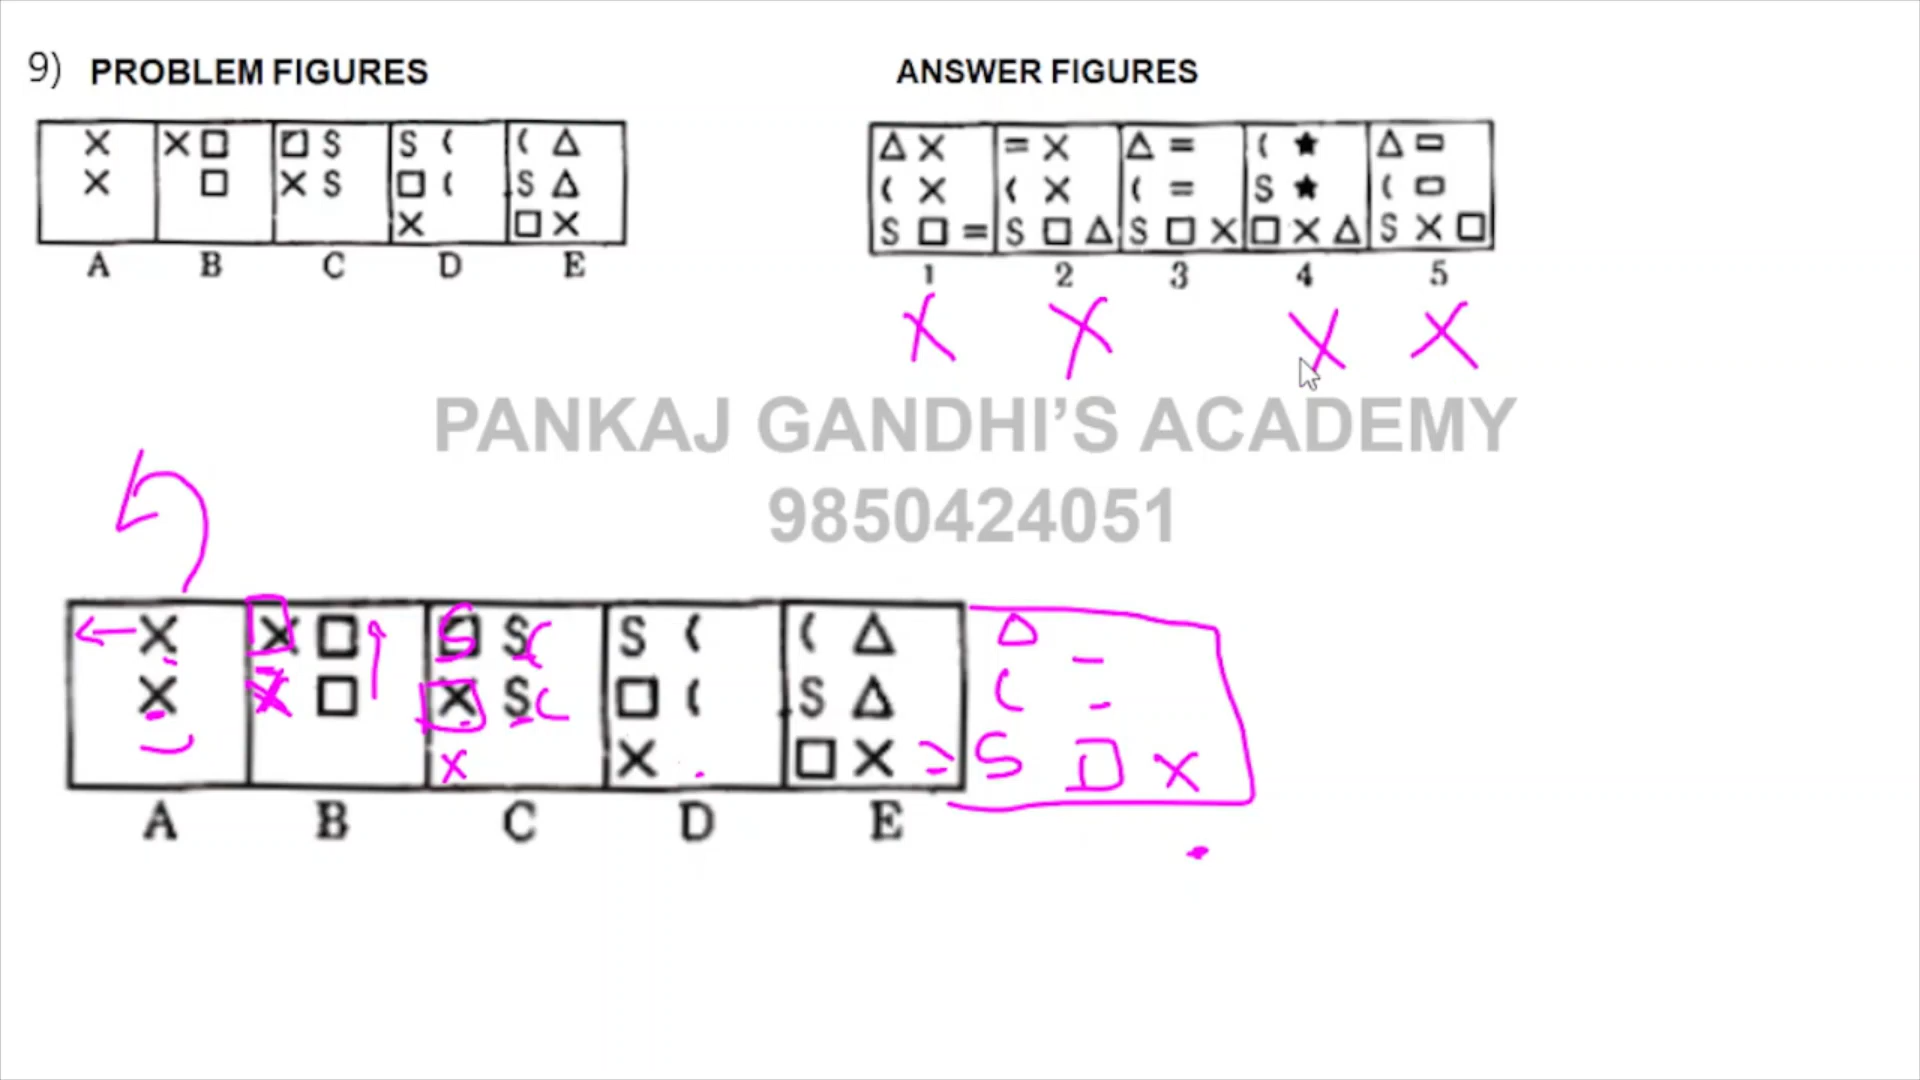 9) PROBLEM FIGURES
ANSWER FIGURES
X X □ □ S S ( ( △
X □ X S □ ( S △
X □ X
A B C D E
△ X = X △ = ( ★ △ ▭
( X ( X ( = S ★ ( ▭
S □ = S □ △ S □ X □ X △ S X □
1 2 3 4 5
X X X X
PANKAJ GANDHI’S ACADEMY
9850424051
X X □ □ S S ( ( △ △ –
X X □ X S □ ( S △ ( –
X X □ X = S □ X
A B C D E